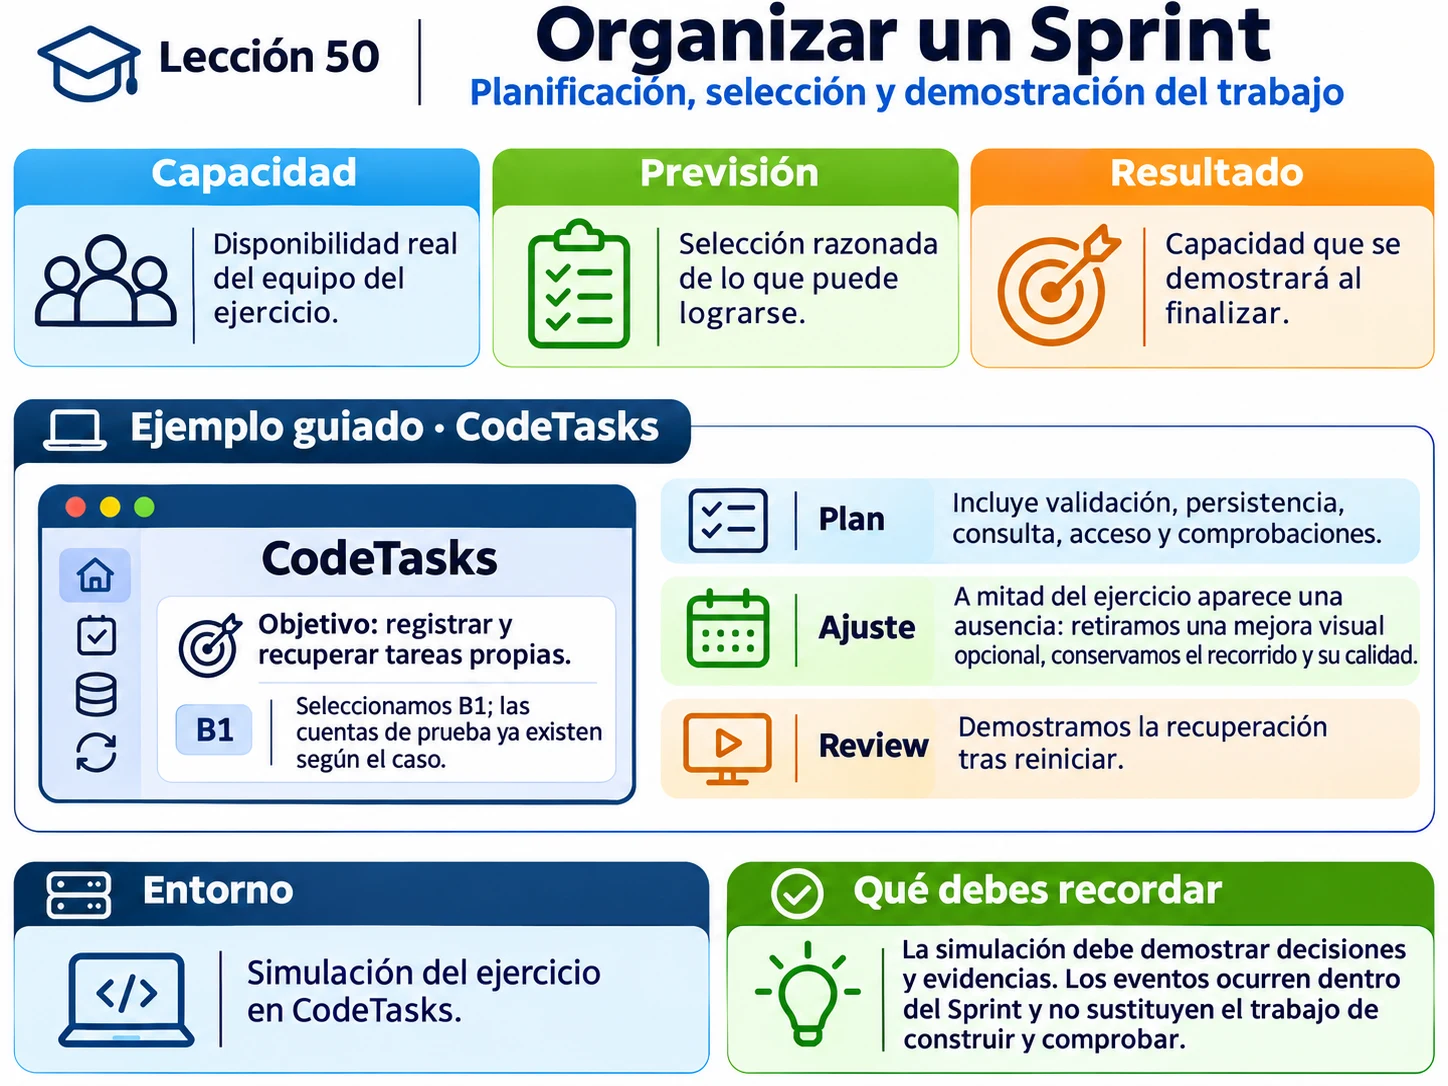 Lección 50
Organizar un Sprint
Planificación, selección y demostración del trabajo
Capacidad
Disponibilidad real
del equipo del
ejercicio.
Previsión
Selección razonada
de lo que puede
lograrse.
Resultado
Capacidad que se
demostrará al
finalizar.
Ejemplo guiado · CodeTasks
CodeTasks
Objetivo: registrar y
recuperar tareas propias.
B1
Seleccionamos B1; las
cuentas de prueba ya existen
según el caso.
Plan
Incluye validación, persistencia,
consulta, acceso y comprobaciones.
Ajuste
A mitad del ejercicio aparece una
ausencia: retiramos una mejora visual
opcional, conservamos el recorrido y su calidad.
Review
Demostramos la recuperación
tras reiniciar.
Entorno
</>
Simulación del ejercicio
en CodeTasks.
Qué debes recordar
La simulación debe demostrar decisiones
y evidencias. Los eventos ocurren dentro
del Sprint y no sustituyen el trabajo de
construir y comprobar.